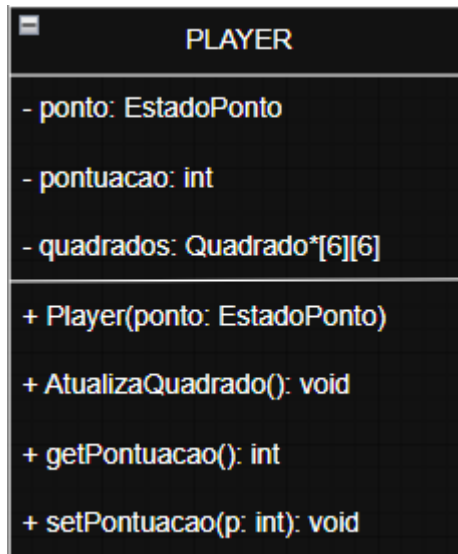 PLAYER
- ponto: EstadoPonto
- pontuacao: int
- quadrados: Quadrado*[6][6]
+ Player(ponto: EstadoPonto)
+ AtualizaQuadrado(): void
+ getPontuacao(): int
+ setPontuacao(p: int): void